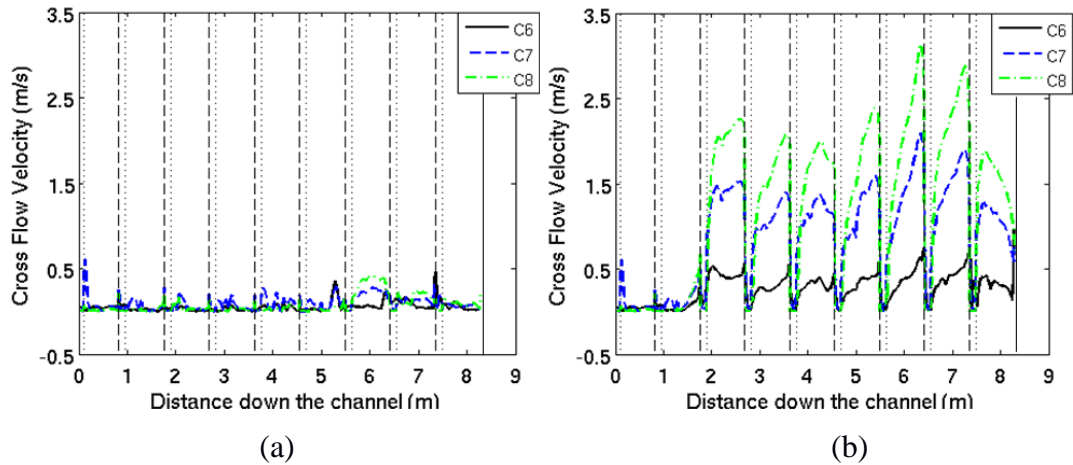 3.5
2.5
1.5
0.5
-0.5
Cross Flow Velocity (m/s)
0 1 2 3 4 5 6 7 8 9
Distance down the channel (m)
C6
C7
C8
(a)
3.5
2.5
1.5
0.5
-0.5
Cross Flow Velocity (m/s)
0 1 2 3 4 5 6 7 8 9
Distance down the channel (m)
C6
C7
C8
(b)